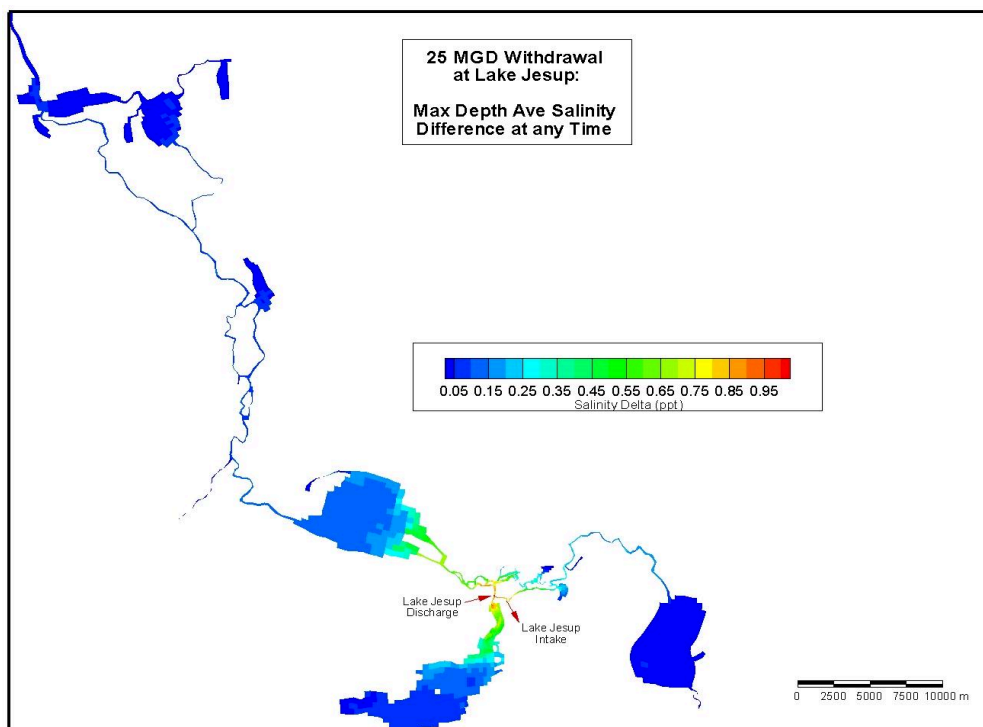 25 MGD Withdrawal
at Lake Jesup:
Max Depth Ave Salinity
Difference at any Time
0.05 0.15 0.25 0.35 0.45 0.55 0.65 0.75 0.85 0.95
Salinity Delta (ppt)
Lake Jesup
Discharge
Lake Jesup
Intake
0 2500 5000 7500 10000 m